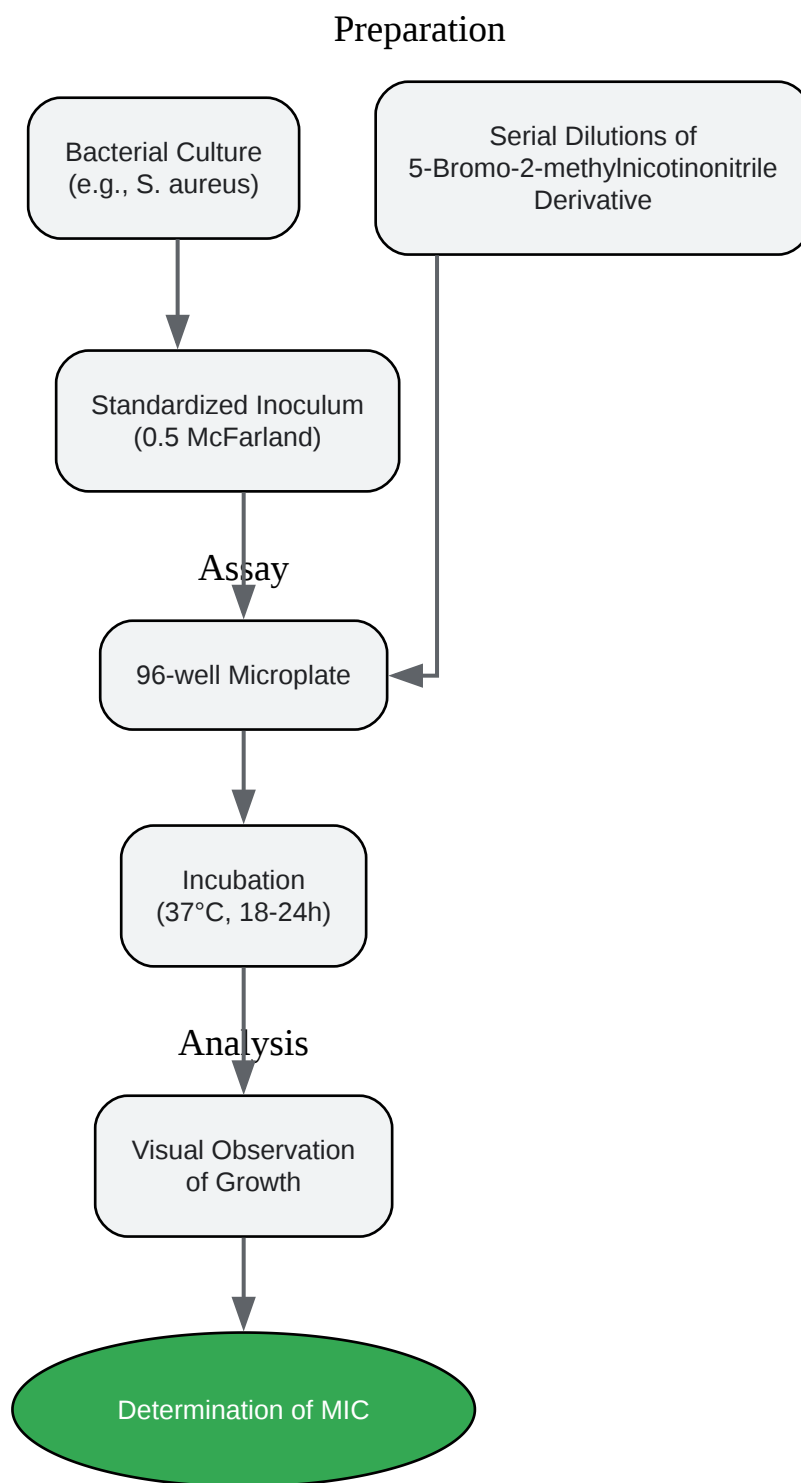 Preparation
Bacterial Culture
(e.g., S. aureus)
Serial Dilutions of
5-Bromo-2-methylnicotinonitrile
Derivative
Standardized Inoculum
(0.5 McFarland)
Assay
96-well Microplate
Incubation
(37°C, 18-24h)
Analysis
Visual Observation
of Growth
Determination of MIC